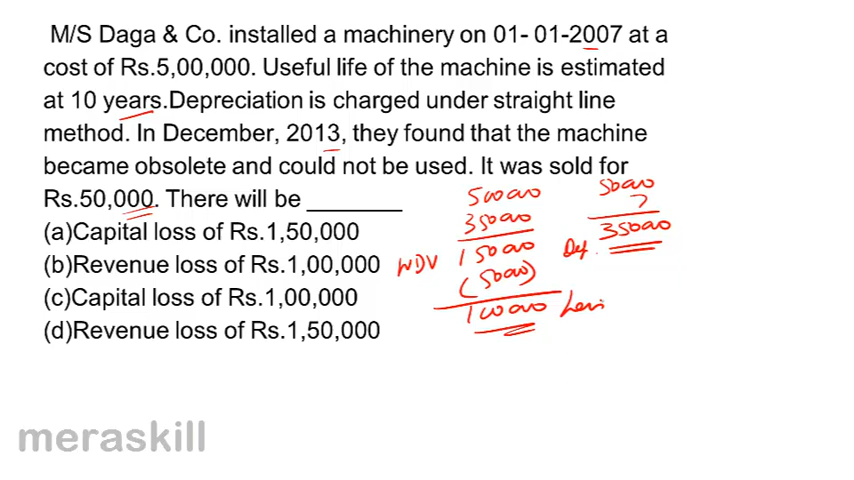 M/S Daga & Co. installed a machinery on 01- 01-2007 at a
cost of Rs.5,00,000. Useful life of the machine is estimated
at 10 years.Depreciation is charged under straight line
method. In December, 2013, they found that the machine
became obsolete and could not be used. It was sold for
Rs.50,000. There will be ________
(a)Capital loss of Rs.1,50,000
(b)Revenue loss of Rs.1,00,000
(c)Capital loss of Rs.1,00,000
(d)Revenue loss of Rs.1,50,000
500000
350000
WDV 150000
(50000)
100000
50000
7
Dep. 350000
meraskill